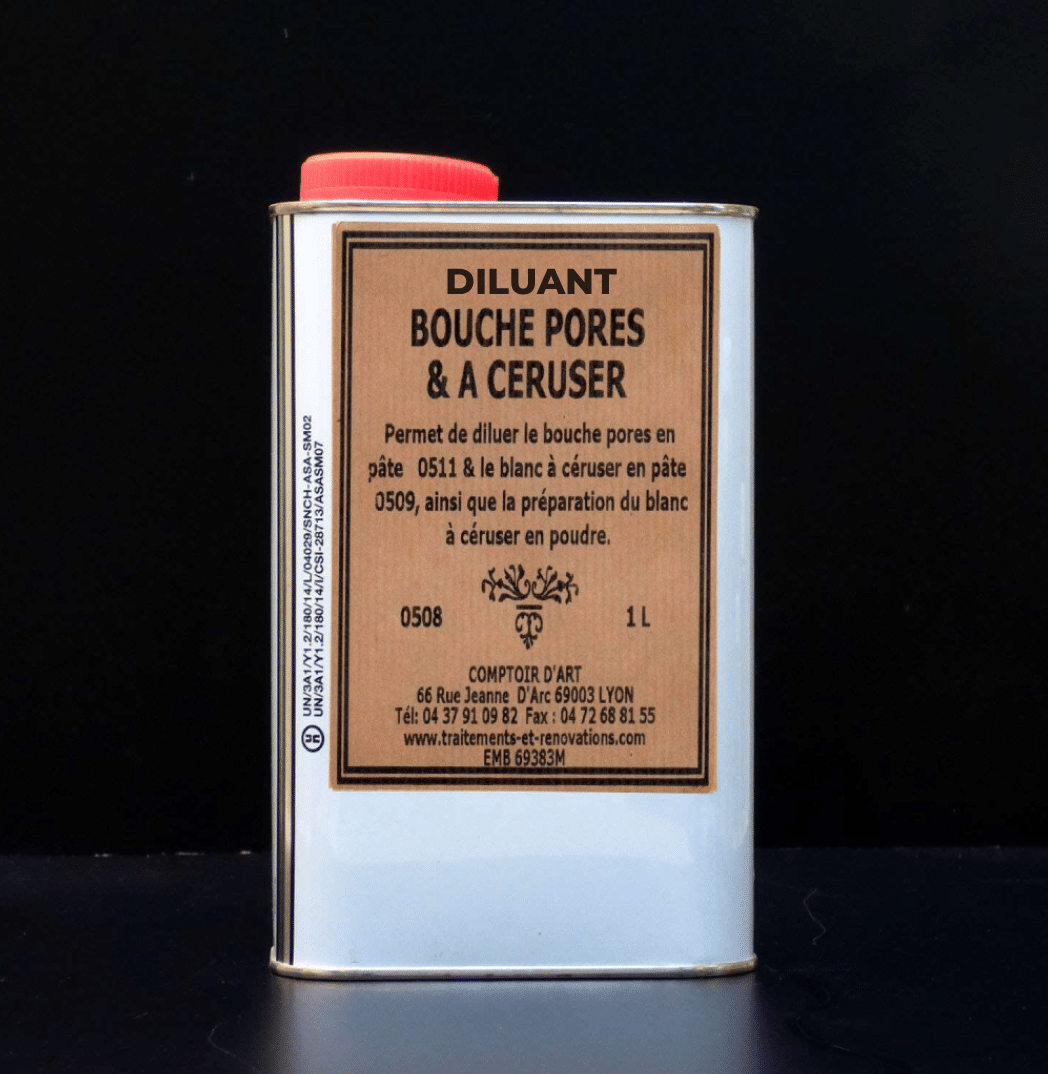 DILUANT
BOUCHE PORES
& A CERUSER
Permet de diluer le bouche pores en
pâte 0511 & le blanc à céruser en pâte
0509, ainsi que la préparation du blanc
à céruser en poudre.
0508 1 L
COMPTOIR D'ART
66 Rue Jeanne D'Arc 69003 LYON
Tél: 04 37 91 09 82 Fax : 04 72 68 81 55
www.traitements-et-renovations.com
EMB 69383M
UN/3A1/Y1.2/180/14/L/04029/SNCH-ASA-SM02
UN/3A1/Y1.2/180/14/I/CSI-28713/ASASM07